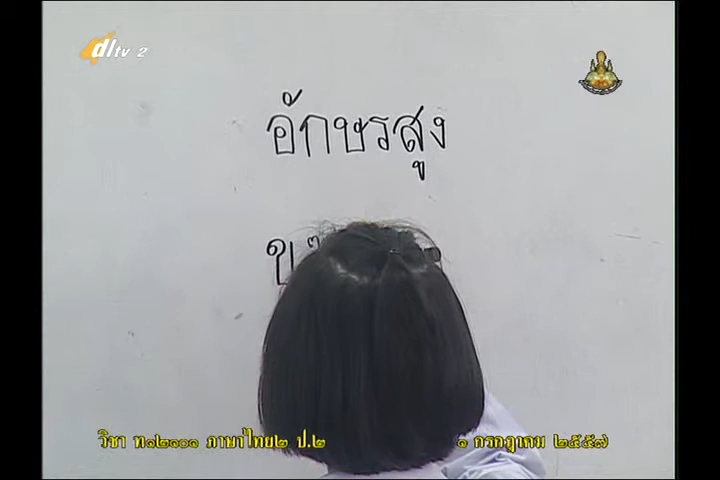 dltv 2
อักษรสูง
ข
วิชา ท๑๒๑๐๑ ภาษาไทย๒ ป.๒
๑ กรกฎาคม ๒๕๕๗